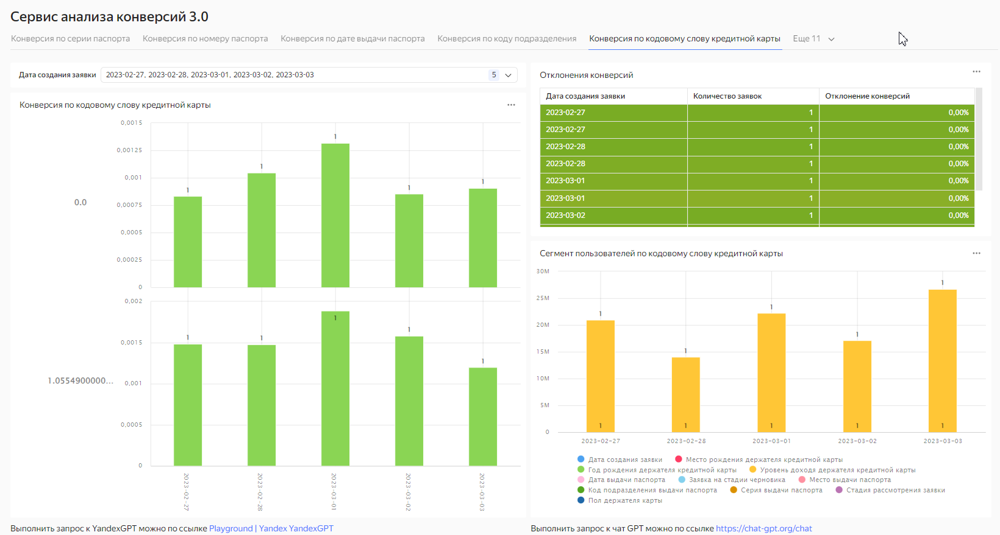 Сервис анализа конверсий 3.0
Конверсия по серии паспорта Конверсия по номеру паспорта Конверсия по дате выдачи паспорта Конверсия по коду подразделения Конверсия по кодовому слову кредитной карты Еще 11
Дата создания заявки 2023-02-27, 2023-02-28, 2023-03-01, 2023-03-02, 2023-03-03 5
Конверсия по кодовому слову кредитной карты
0,0015
0,00125
0,001
0,00075
0,0005
0,00025
0
0.0
1 1 1 1 1
0,002
0,0015
0,001
0,0005
0
1.0554900000...
1 1 1 1 1
2023-02-27 2023-02-28 2023-03-01 2023-03-02 2023-03-03
Отклонения конверсий
Дата создания заявки Количество заявок Отклонение конверсий
2023-02-27 1 0,00%
2023-02-27 1 0,00%
2023-02-28 1 0,00%
2023-02-28 1 0,00%
2023-03-01 1 0,00%
2023-03-01 1 0,00%
2023-03-02 1 0,00%
Сегмент пользователей по кодовому слову кредитной карты
30M
25M
20M
15M
10M
5M
0
1 1 1 1 1
1 1 1 1 1
2023-02-27 2023-02-28 2023-03-01 2023-03-02 2023-03-03
Дата создания заявки Место рождения держателя кредитной карты
Год рождения держателя кредитной карты Уровень доходя держателя кредитной карты
Дата выдачи паспорта Заявка на стадии черновика Место выдачи паспорта
Код подразделения выдачи паспорта Серия выдачи паспорта Стадия рассмотрения заявки
Пол держателя карты
Выполнить запрос к YandexGPT можно по ссылке Playground | Yandex YandexGPT
Выполнить запрос к чат GPT можно по ссылке https://chat-gpt.org/chat